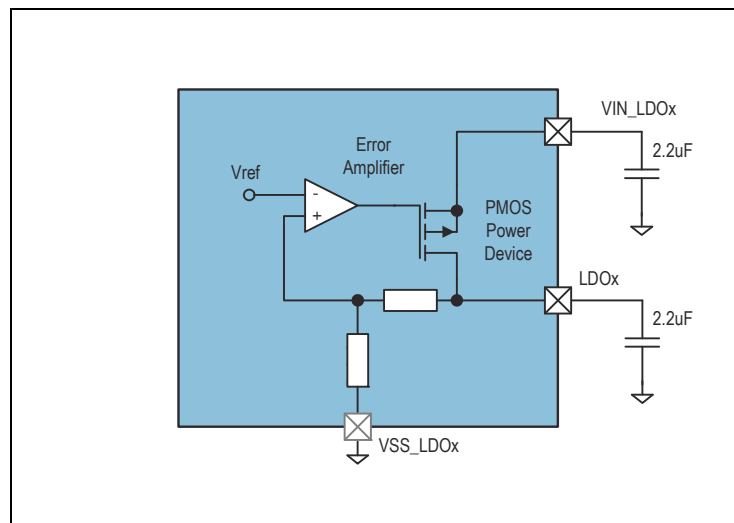 VIN_LDOx
2.2uF
Error
Amplifier
Vref
-
+
PMOS
Power
Device
LDOx
2.2uF
VSS_LDOx